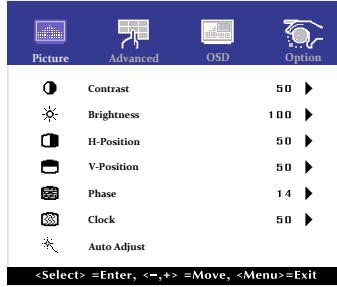 Picture Advanced OSD Option
Contrast 50
Brightness 100
H-Position 50
V-Position 50
Phase 14
Clock 50
Auto Adjust
<Select> =Enter, <−,+> =Move, <Menu>=Exit